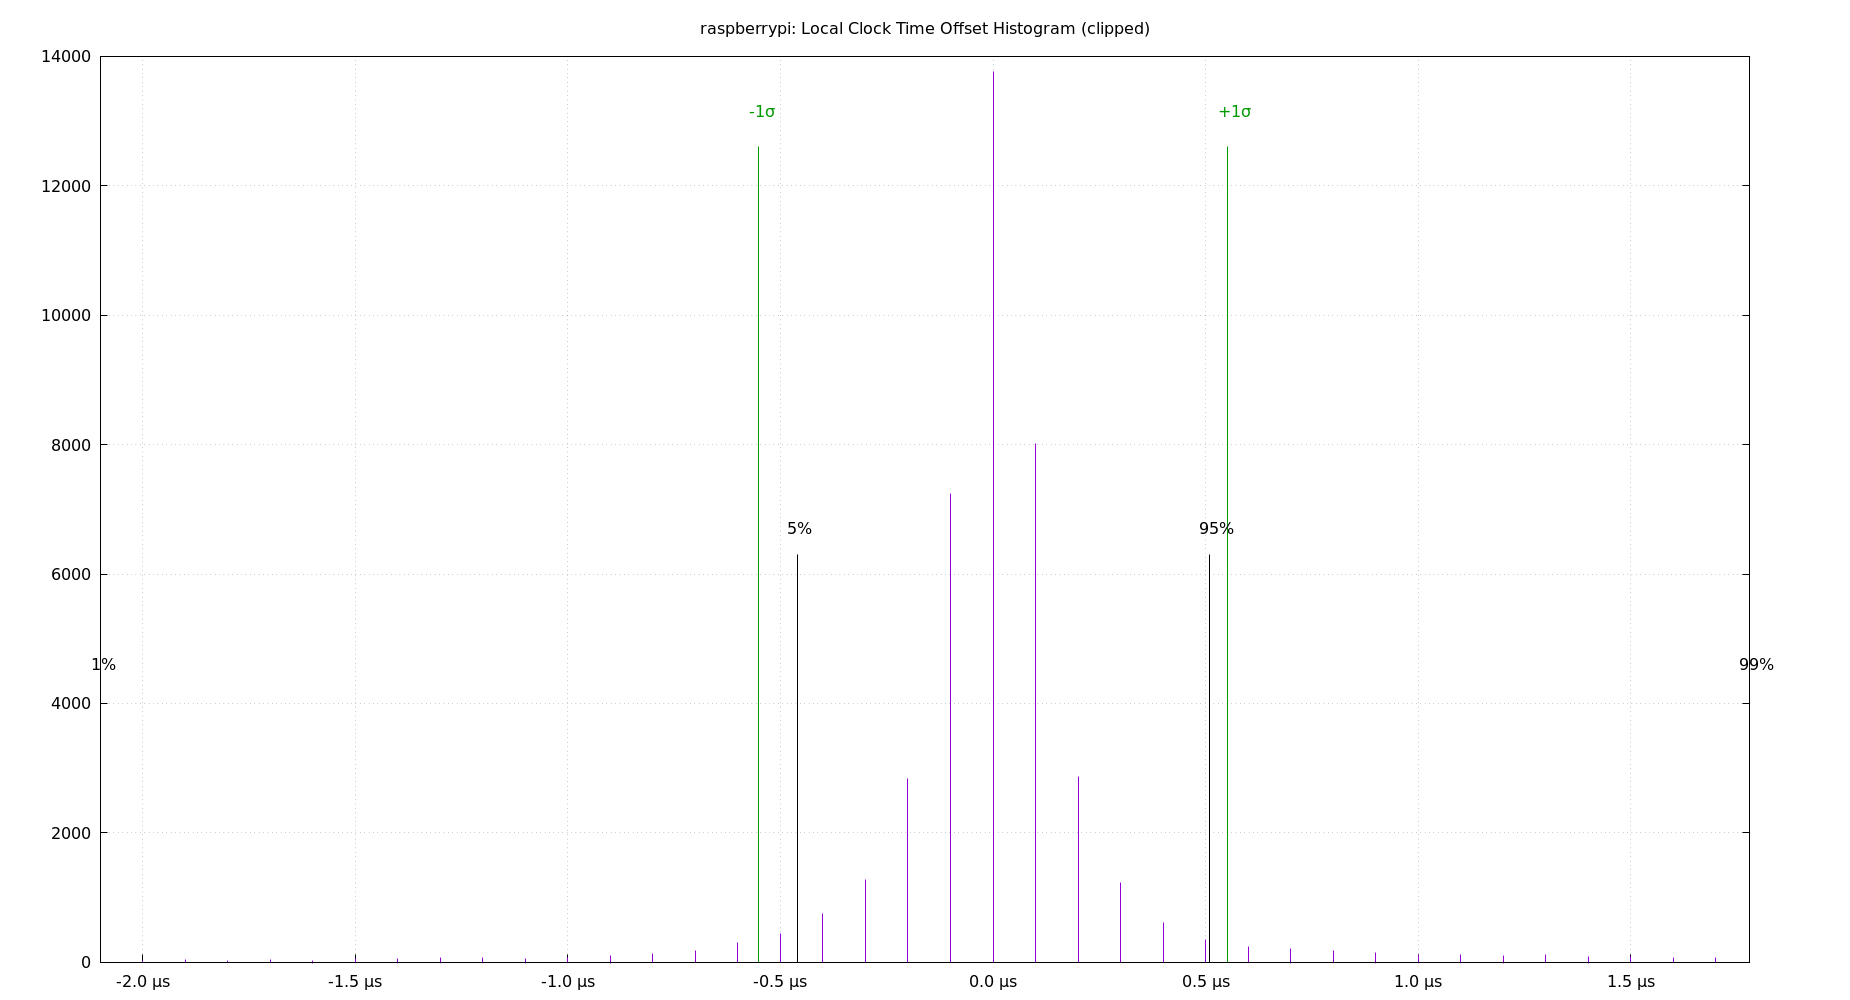 raspberrypi: Local Clock Time Offset Histogram (clipped)
14000
-1σ
+1σ
12000
10000
8000
5%
95%
6000
1%
99%
4000
2000
0
-2.0 µs
-1.5 µs
-1.0 µs
-0.5 µs
0.0 µs
0.5 µs
1.0 µs
1.5 µs